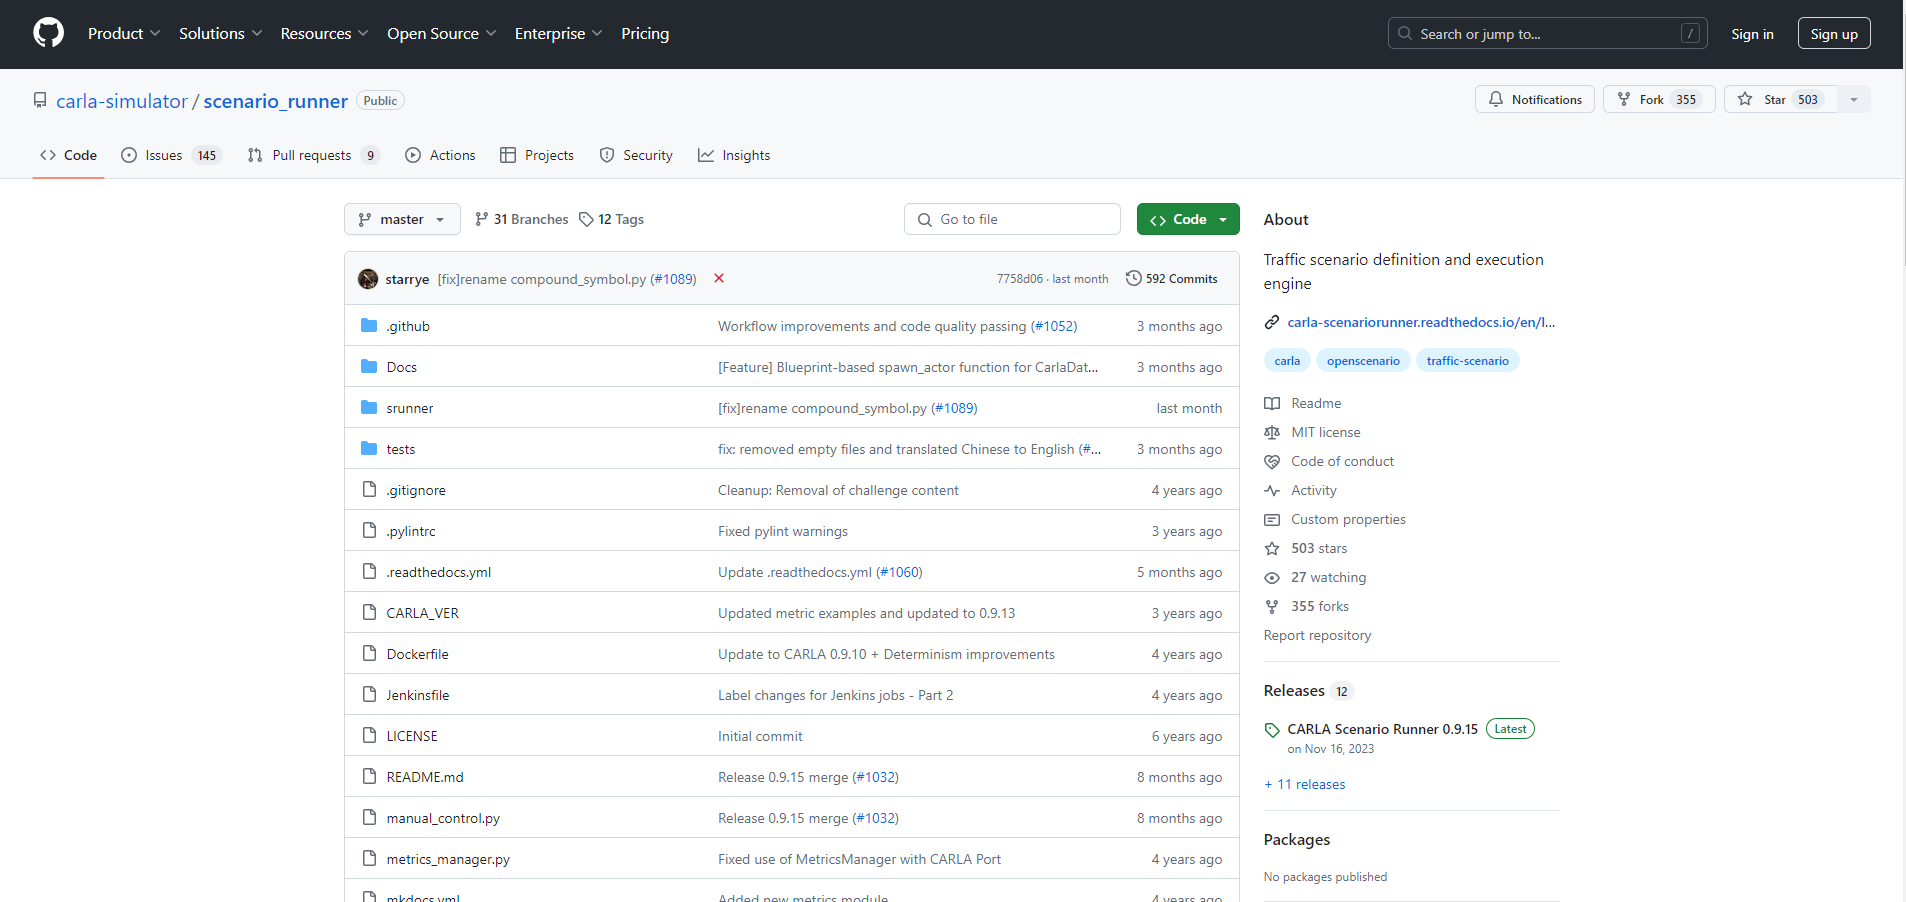 Product Solutions Resources Open Source Enterprise Pricing Search or jump to... / Sign in Sign up
carla-simulator / scenario_runner Public Notifications Fork 355 Star 503
Code Issues 145 Pull requests 9 Actions Projects Security Insights
master 31 Branches 12 Tags Go to file Code
starrye [fix]rename compound_symbol.py (#1089) 7758d06 · last month 592 Commits
.github Workflow improvements and code quality passing (#1052) 3 months ago
Docs [Feature] Blueprint-based spawn_actor function for CarlaDat... 3 months ago
srunner [fix]rename compound_symbol.py (#1089) last month
tests fix: removed empty files and translated Chinese to English (#... 3 months ago
.gitignore Cleanup: Removal of challenge content 4 years ago
.pylintrc Fixed pylint warnings 3 years ago
.readthedocs.yml Update .readthedocs.yml (#1060) 5 months ago
CARLA_VER Updated metric examples and updated to 0.9.13 3 years ago
Dockerfile Update to CARLA 0.9.10 + Determinism improvements 4 years ago
Jenkinsfile Label changes for Jenkins jobs - Part 2 4 years ago
LICENSE Initial commit 6 years ago
README.md Release 0.9.15 merge (#1032) 8 months ago
manual_control.py Release 0.9.15 merge (#1032) 8 months ago
metrics_manager.py Fixed use of MetricsManager with CARLA Port 4 years ago
mkdocs.yml Added new metrics module 4 years ago
About
Traffic scenario definition and execution
engine
carla-scenariorunner.readthedocs.io/en/l...
carla openscenario traffic-scenario
Readme
MIT license
Code of conduct
Activity
Custom properties
503 stars
27 watching
355 forks
Report repository
Releases 12
CARLA Scenario Runner 0.9.15 Latest
on Nov 16, 2023
+ 11 releases
Packages
No packages published